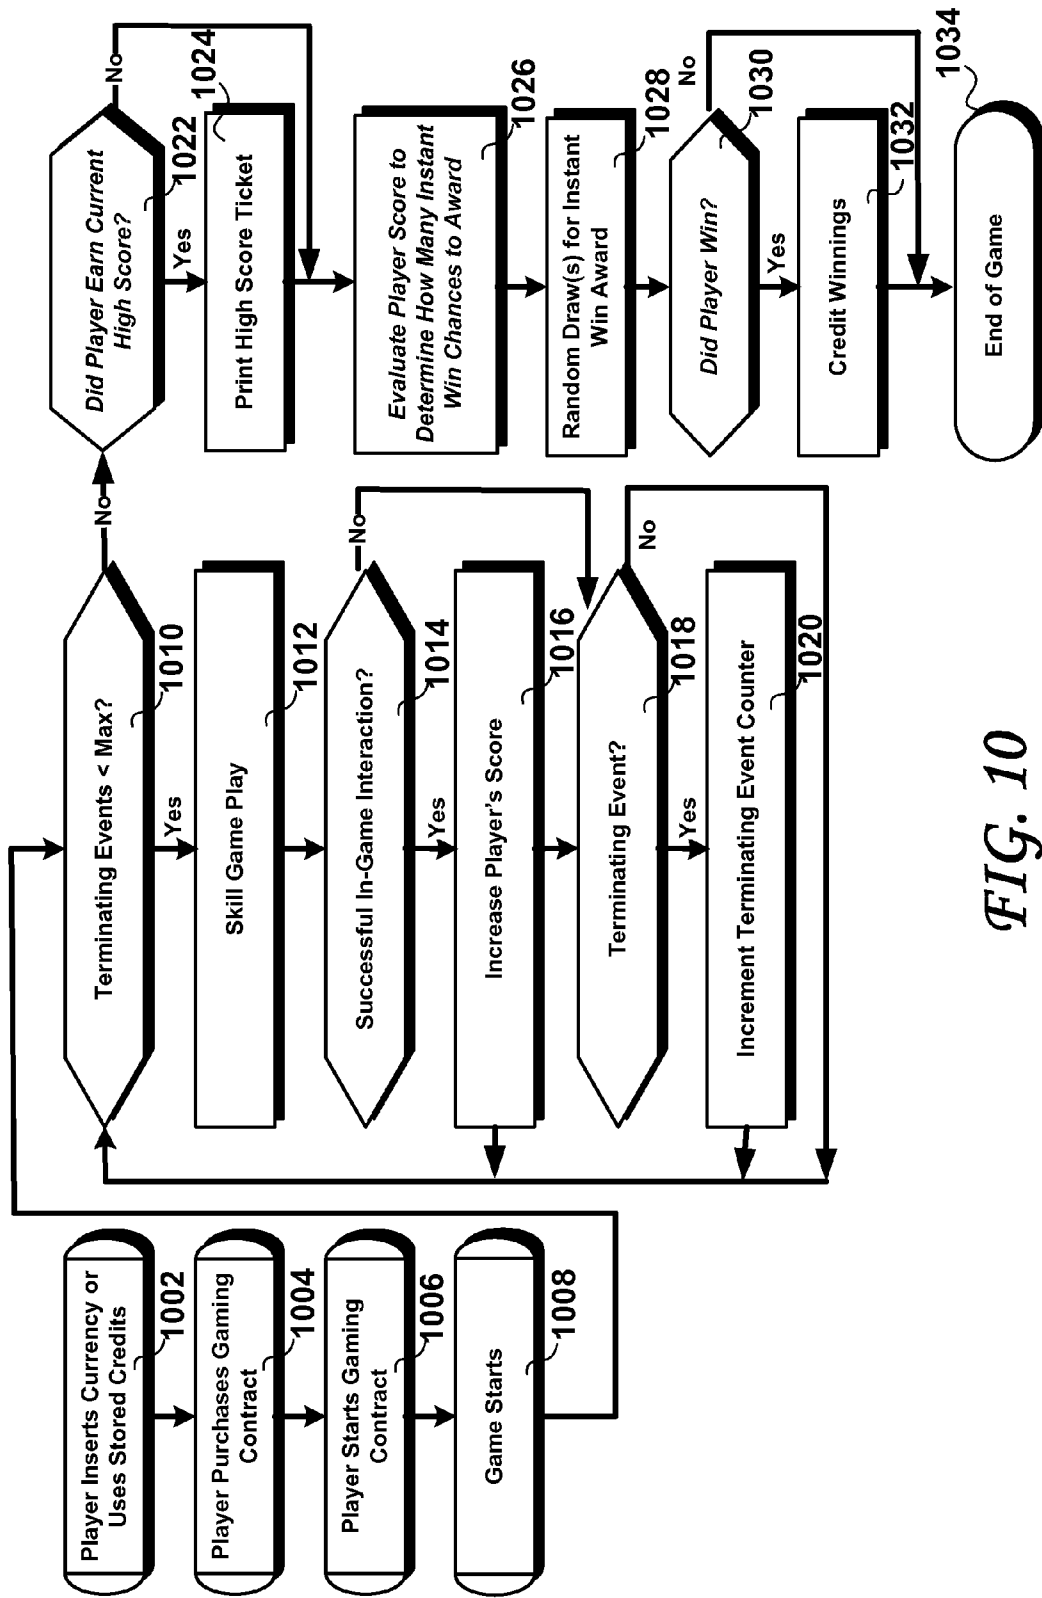 Player Inserts Currency or
Uses Stored Credits
1002
Player Purchases Gaming
Contract
1004
Player Starts Gaming
Contract
1006
Game Starts
1008
Terminating Events < Max?
1010
No
Yes
Skill Game Play
1012
Successful In-Game Interaction?
1014
No
Yes
Increase Player's Score
1016
Terminating Event?
1018
No
Yes
Increment Terminating Event Counter
1020
Did Player Earn Current
High Score?
1022
No
Yes
Print High Score Ticket
1024
Evaluate Player Score to
Determine How Many Instant
Win Chances to Award
1026
Random Draw(s) for Instant
Win Award
1028
Did Player Win?
1030
No
Yes
Credit Winnings
1032
End of Game
1034
FIG. 10